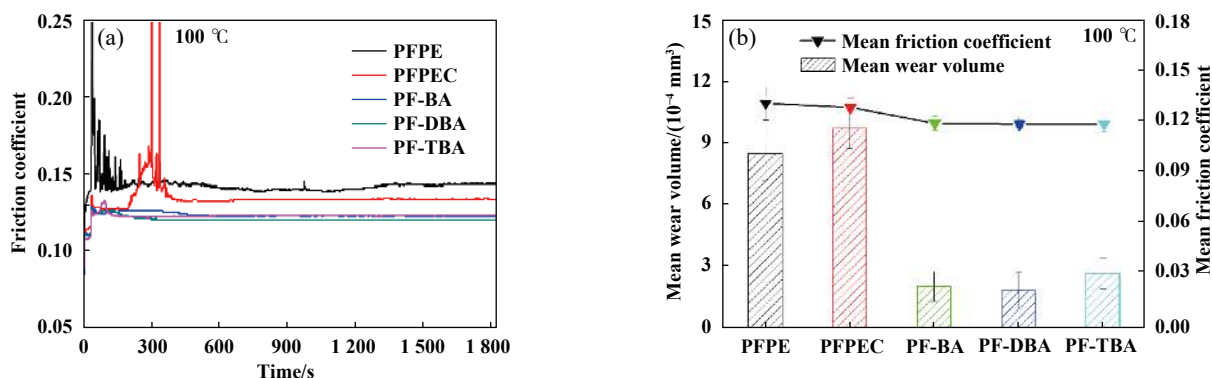 (a)
100 ℃
PFPE
PFPEC
PF-BA
PF-DBA
PF-TBA
0.25
0.20
0.15
0.10
0.05
Friction coefficient
0
300
600
900
1 200
1 500
1 800
Time/s
(b)
100 ℃
Mean friction coefficient
Mean wear volume
15
12
9
6
3
0
Mean wear volume/(10⁻⁴ mm³)
0.18
0.15
0.12
0.09
0.06
0.03
0.00
Mean friction coefficient
PFPE
PFPEC
PF-BA
PF-DBA
PF-TBA